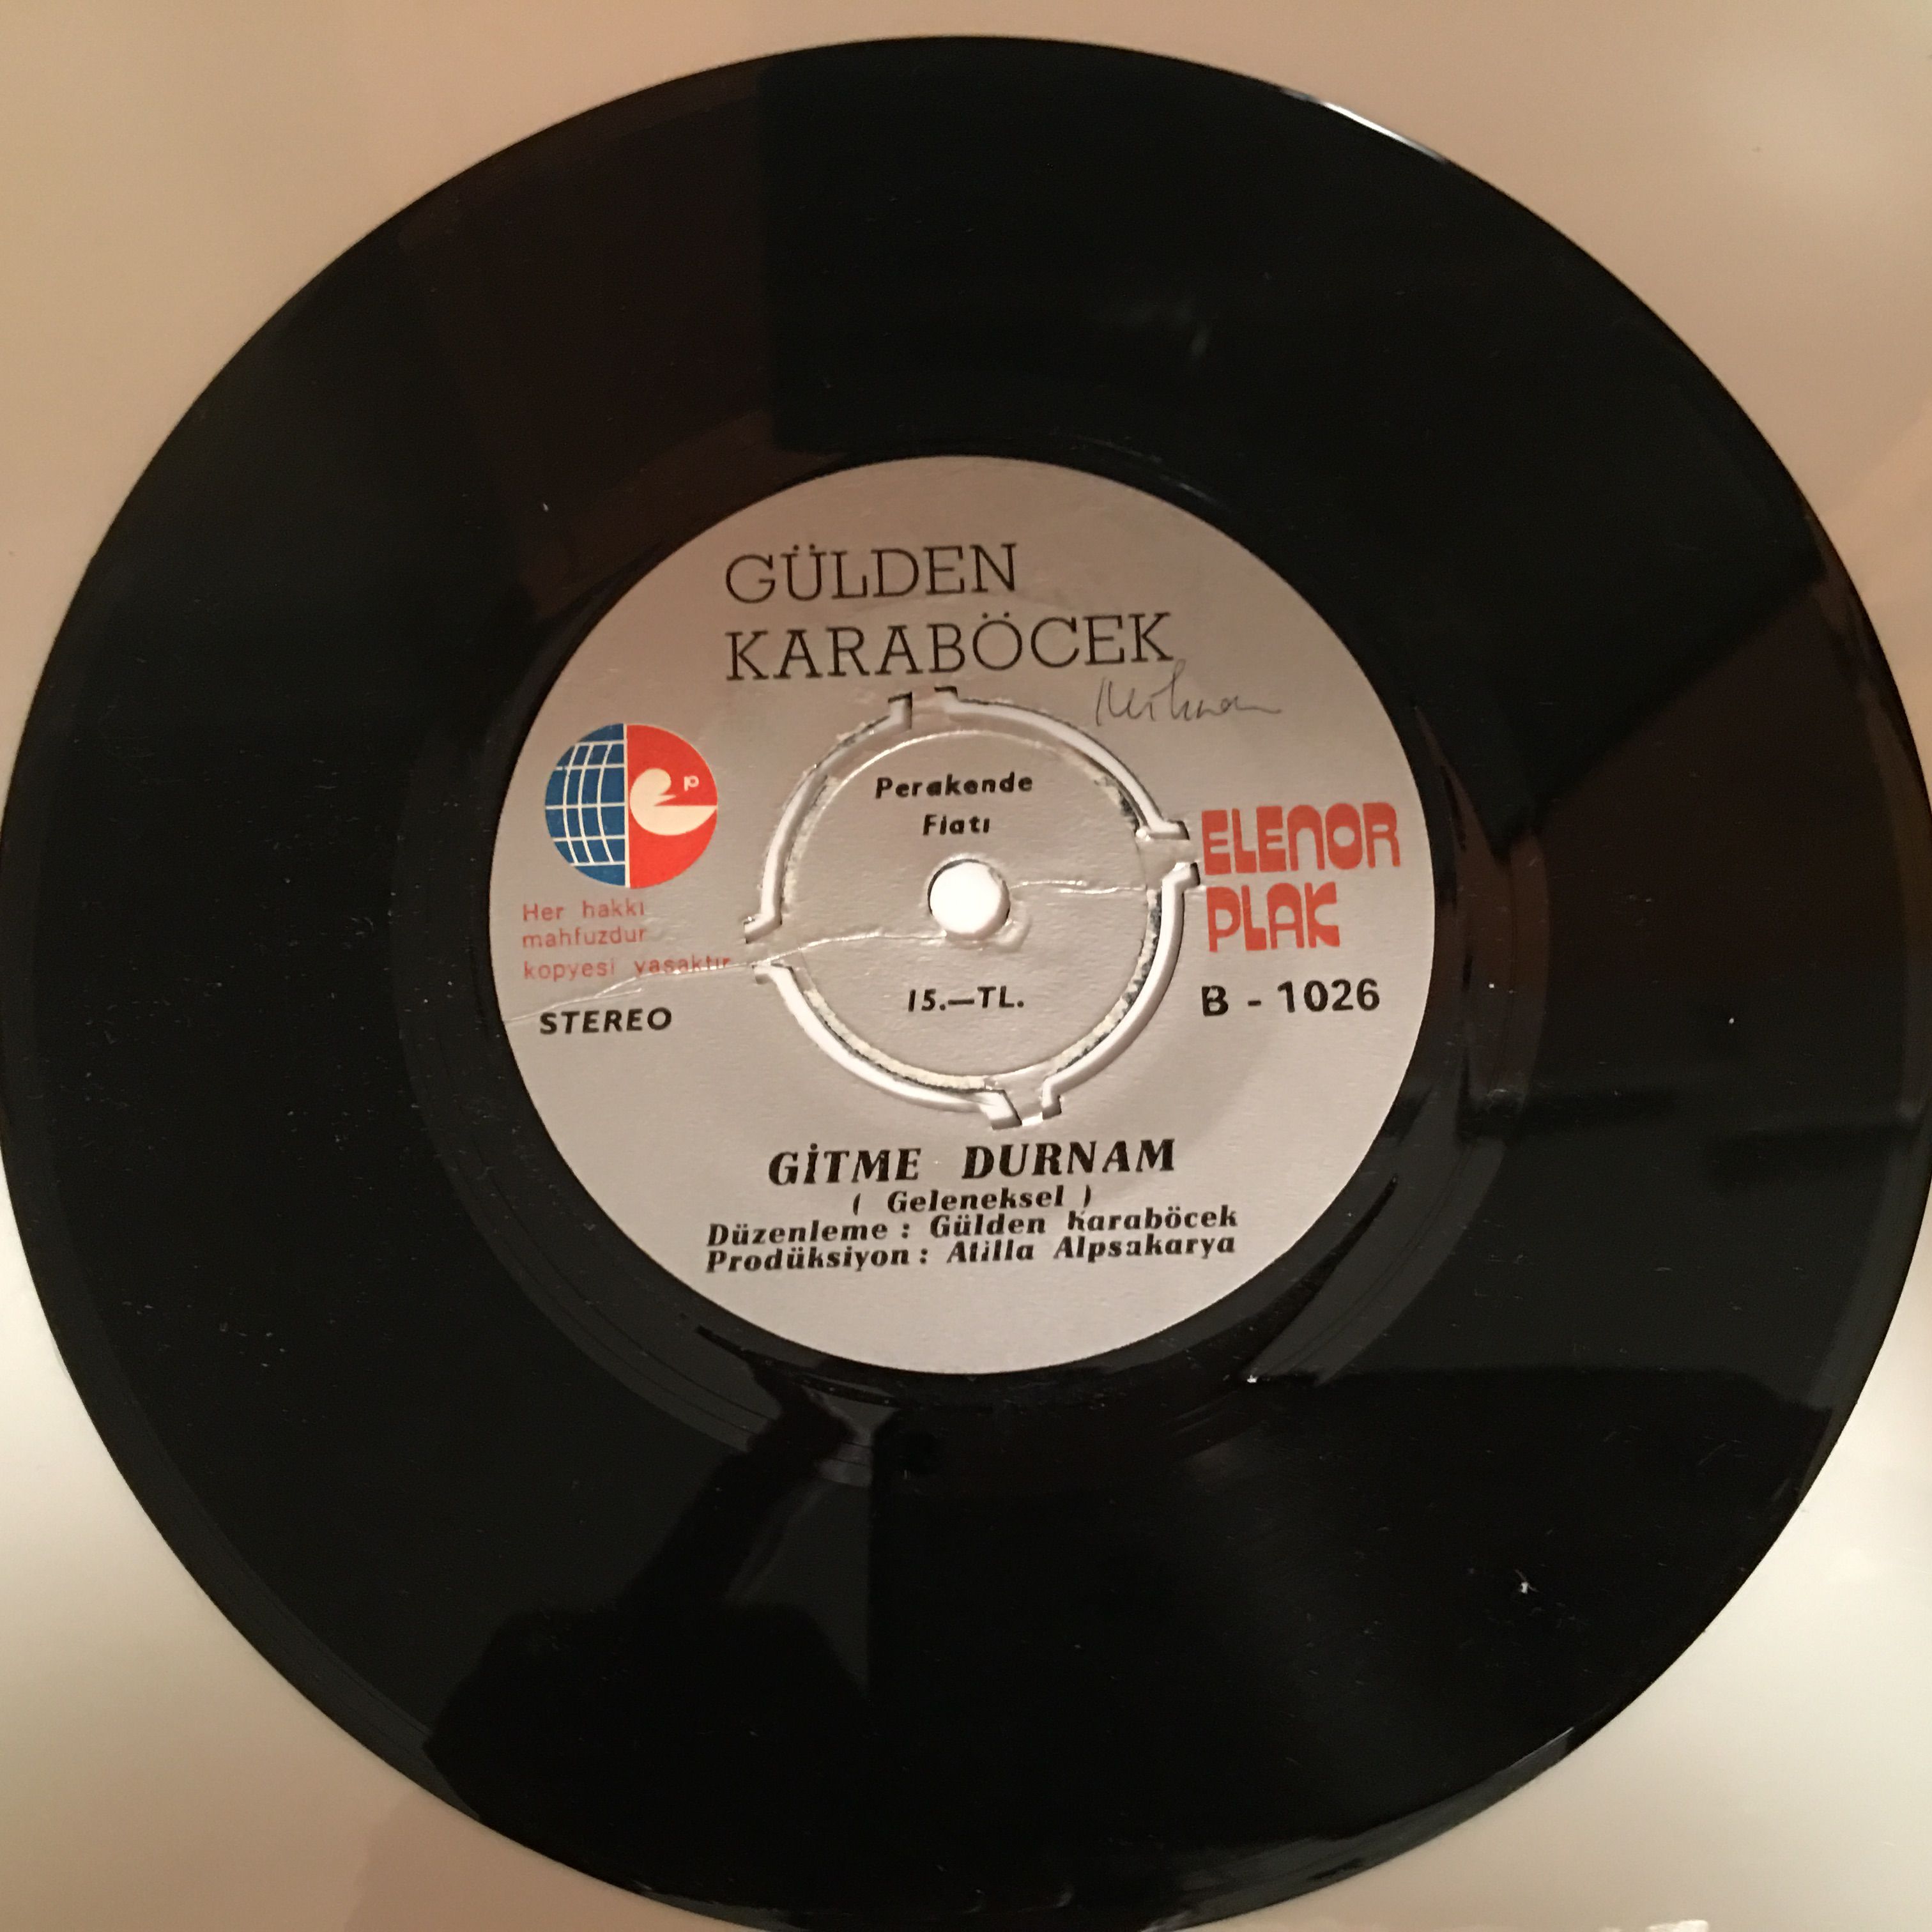 GÜLDEN
KARABÖCEK
p
Perakende
Fiatı
ELENOR
PLAK
Her hakkı
mahfuzdur
kopyesi yasaktır
15.—TL.
B - 1026
STEREO
GİTME DURNAM
( Geleneksel )
Düzenleme : Gülden Karaböcek
Prodüksiyon : Atilla Alpsakarya